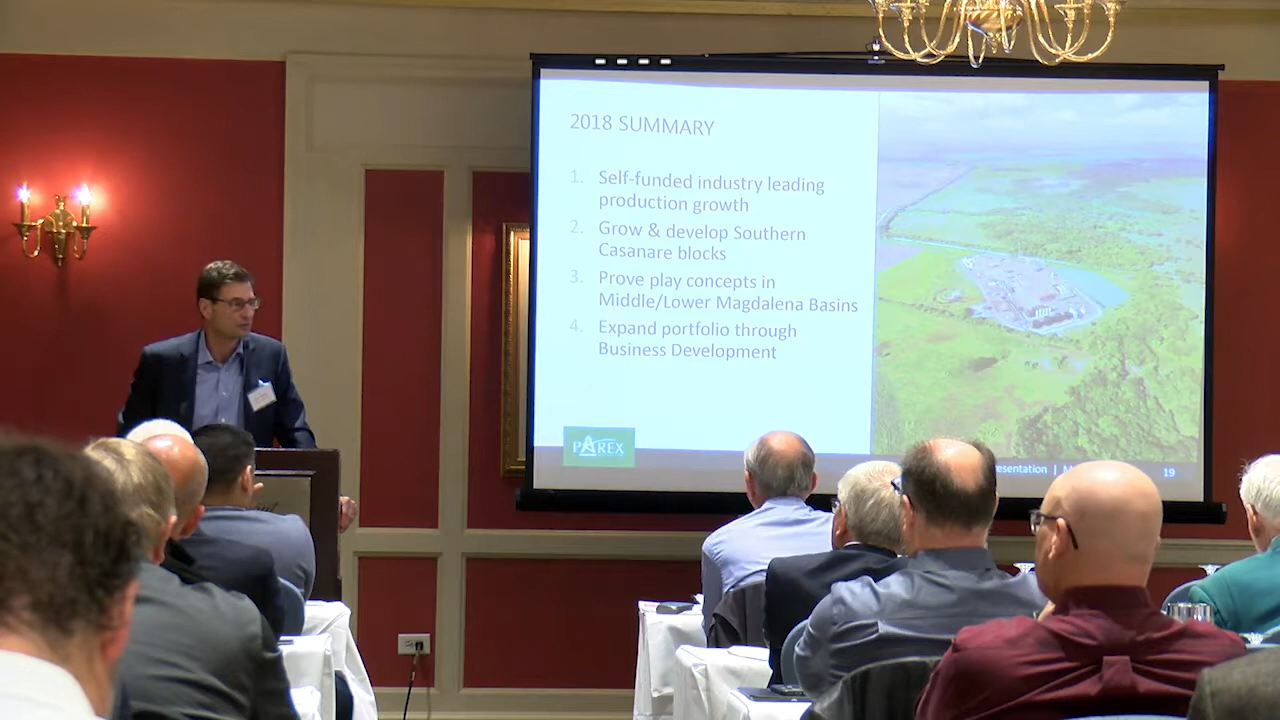 2018 SUMMARY
1. Self-funded industry leading
production growth
2. Grow & develop Southern
Casanare blocks
3. Prove play concepts in
Middle/Lower Magdalena Basins
4. Expand portfolio through
Business Development
PAREX
19